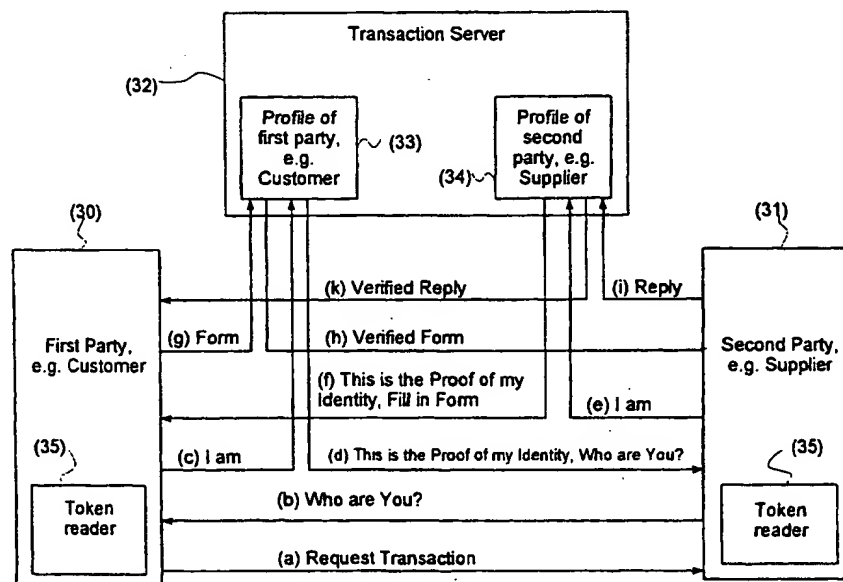 Transaction Server
(32)
Profile of
first party,
e.g.
Customer
(33)
Profile of
second
party, e.g.
Supplier
(34)
(30)
(31)
(k) Verified Reply
(i) Reply
First Party,
e.g. Customer
(g) Form
(h) Verified Form
Second Party,
e.g. Supplier
(f) This is the Proof of my
Identity, Fill in Form
(e) I am
(35)
(c) I am
(d) This is the Proof of my Identity, Who are You?
(35)
Token
reader
(b) Who are You?
Token
reader
(a) Request Transaction